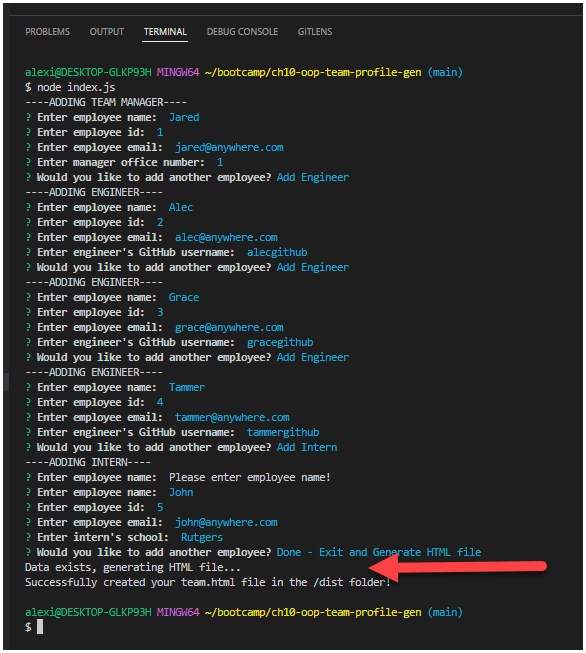 PROBLEMS OUTPUT TERMINAL DEBUG CONSOLE GITLENS
alexi@DESKTOP-GLKP93H MINGW64 ~/bootcamp/ch10-oop-team-profile-gen (main)
$ node index.js
----ADDING TEAM MANAGER----
? Enter employee name: Jared
? Enter employee id: 1
? Enter employee email: jared@anywhere.com
? Enter manager office number: 1
? Would you like to add another employee? Add Engineer
----ADDING ENGINEER----
? Enter employee name: Alec
? Enter employee id: 2
? Enter employee email: alec@anywhere.com
? Enter engineer's GitHub username: alecgithub
? Would you like to add another employee? Add Engineer
----ADDING ENGINEER----
? Enter employee name: Grace
? Enter employee id: 3
? Enter employee email: grace@anywhere.com
? Enter engineer's GitHub username: gracegithub
? Would you like to add another employee? Add Engineer
----ADDING ENGINEER----
? Enter employee name: Tammer
? Enter employee id: 4
? Enter employee email: tammer@anywhere.com
? Enter engineer's GitHub username: tammergithub
? Would you like to add another employee? Add Intern
----ADDING INTERN----
? Enter employee name: Please enter employee name!
? Enter employee name: John
? Enter employee id: 5
? Enter employee email: john@anywhere.com
? Enter intern's school: Rutgers
? Would you like to add another employee? Done - Exit and Generate HTML file
Data exists, generating HTML file...
Successfully created your team.html file in the /dist folder!
alexi@DESKTOP-GLKP93H MINGW64 ~/bootcamp/ch10-oop-team-profile-gen (main)
$